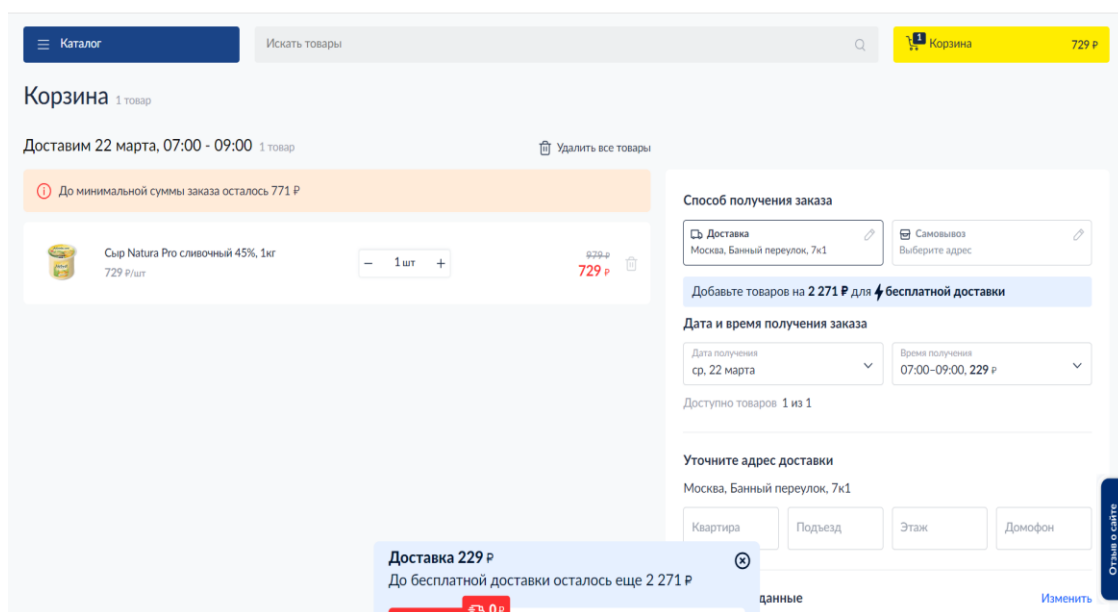 Каталог
Искать товары
1
Корзина
729 ₽
Корзина 1 товар
Доставим 22 марта, 07:00 - 09:00 1 товар
Удалить все товары
До минимальной суммы заказа осталось 771 ₽
Сыр Natura Pro сливочный 45%, 1кг
729 ₽/шт
− 1 шт +
979 ₽
729 ₽
Способ получения заказа
Доставка
Москва, Банный переулок, 7к1
Самовывоз
Выберите адрес
Добавьте товаров на 2 271 ₽ для бесплатной доставки
Дата и время получения заказа
Дата получения
ср, 22 марта
Время получения
07:00–09:00, 229 ₽
Доступно товаров 1 из 1
Уточните адрес доставки
Москва, Банный переулок, 7к1
Квартира
Подъезд
Этаж
Домофон
Отзыв о сайте
Доставка 229 ₽
До бесплатной доставки осталось еще 2 271 ₽
0 ₽
данные
Изменить